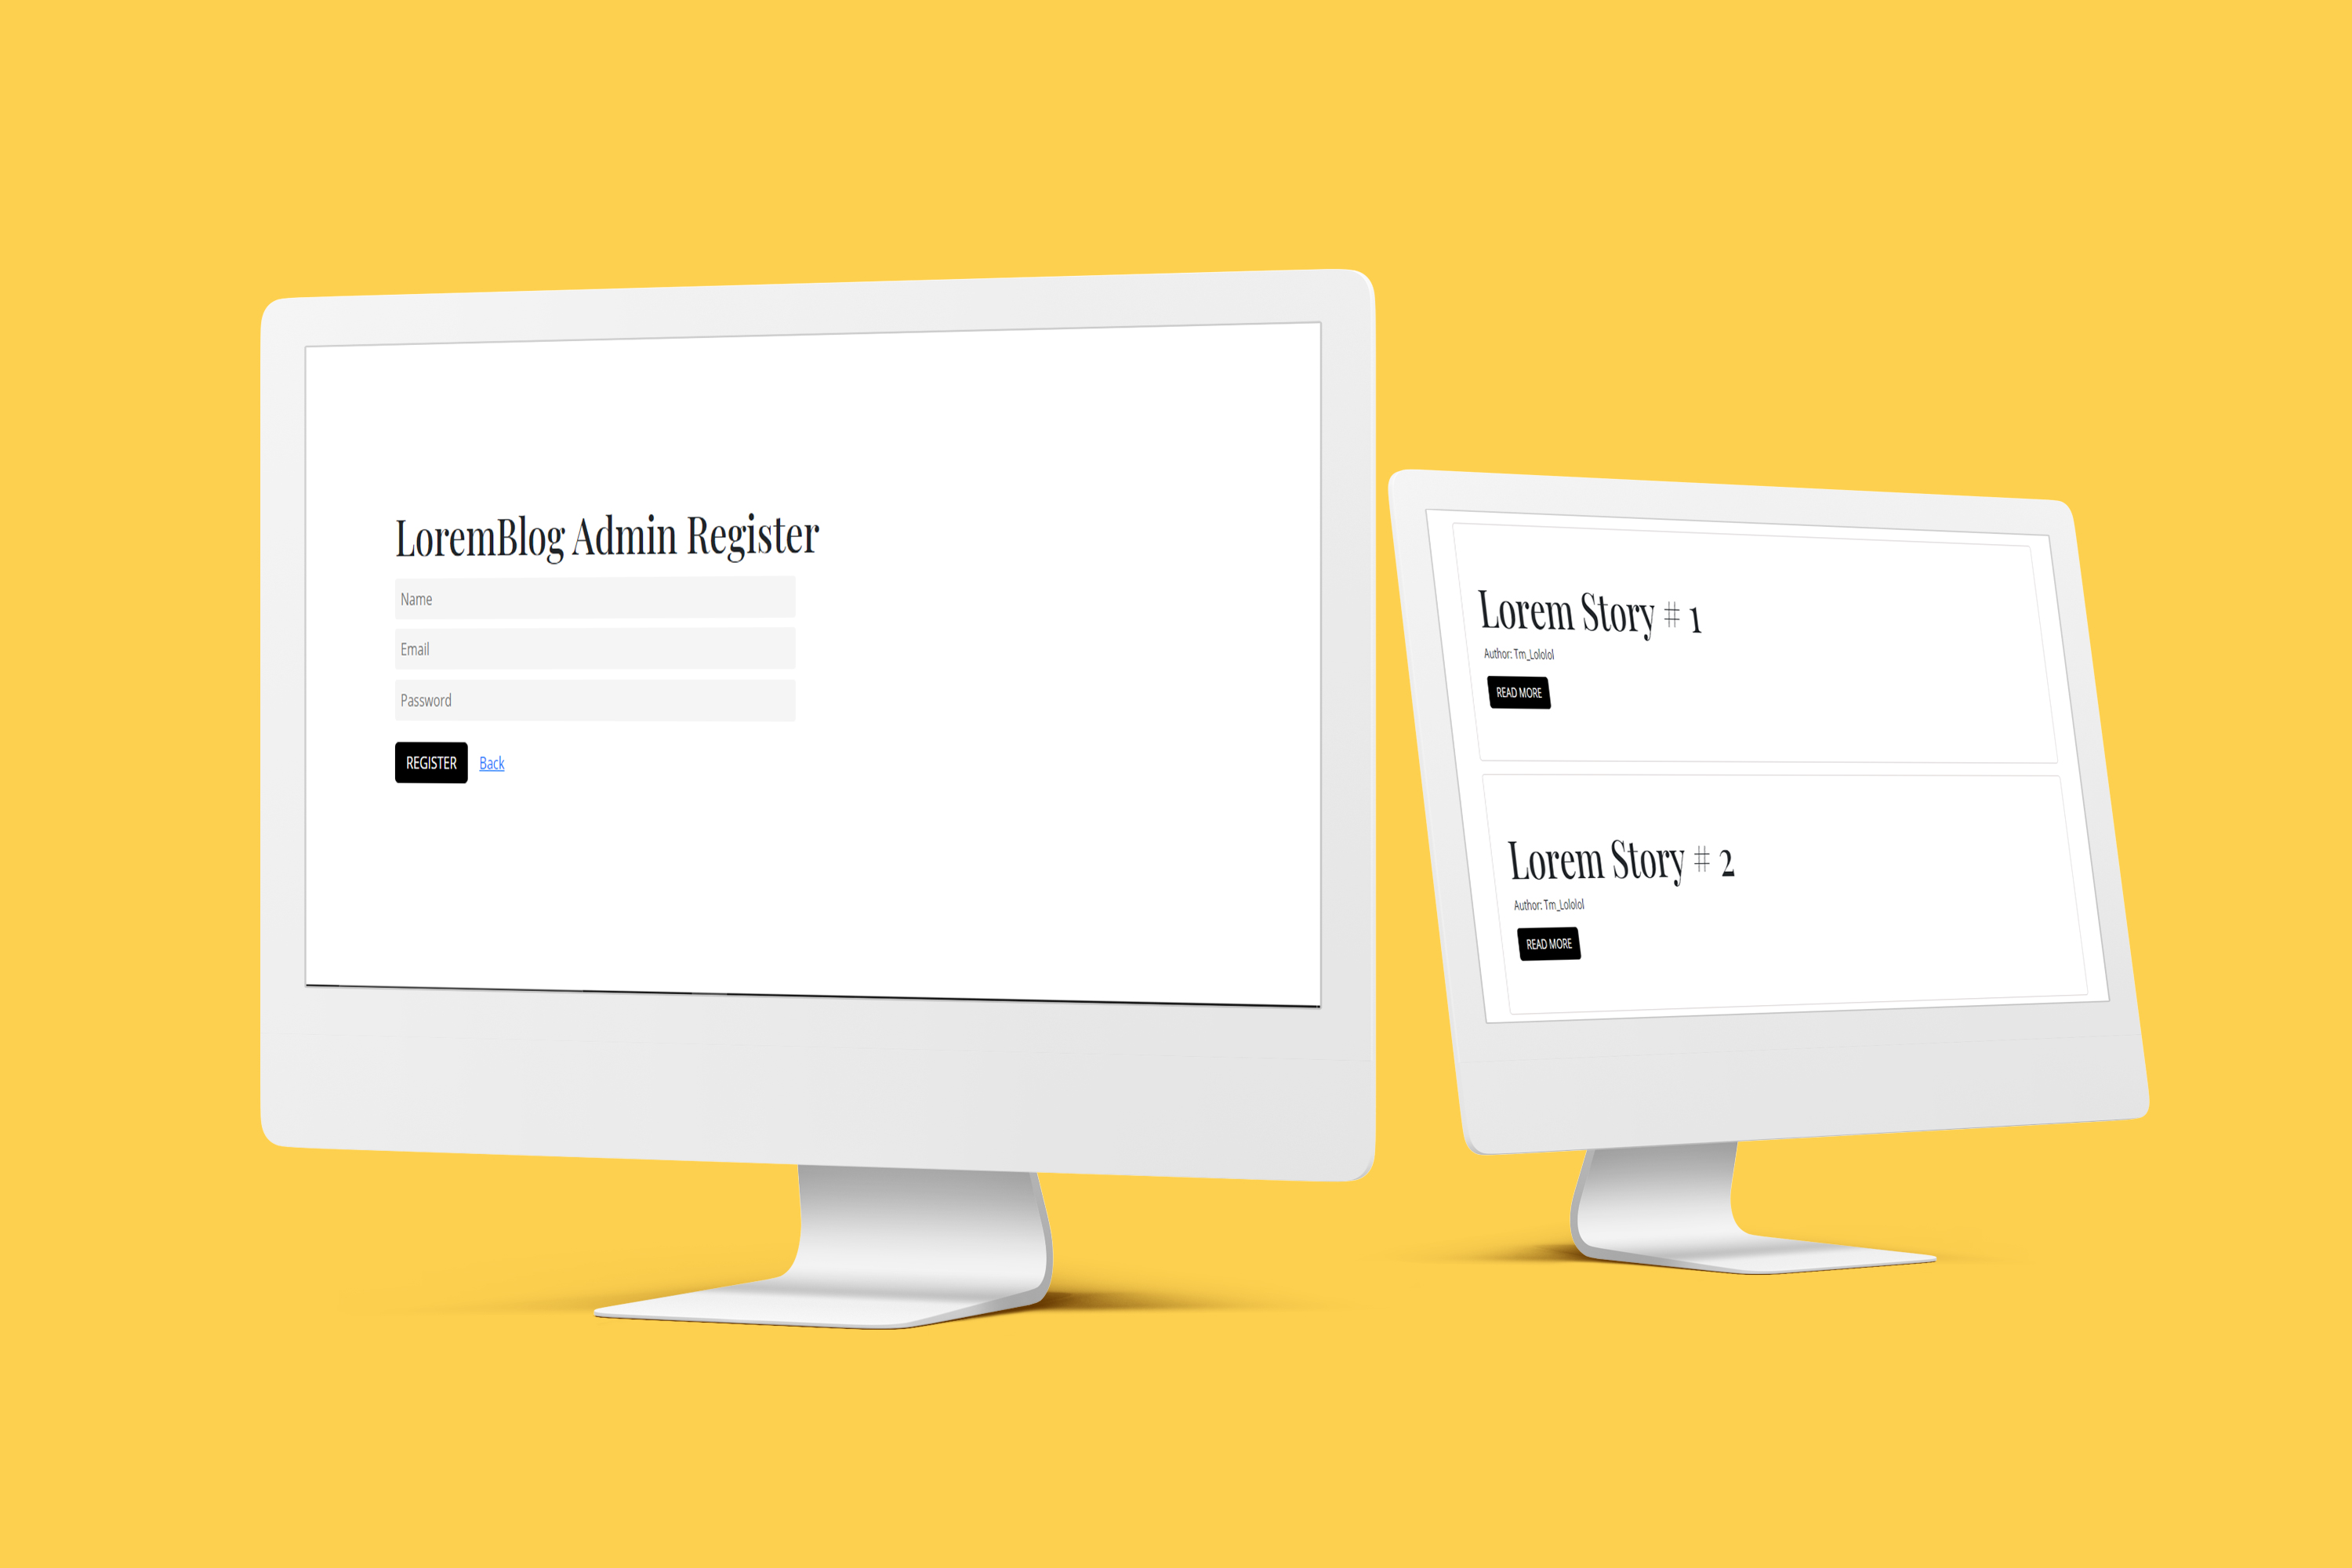 LoremBlog Admin Register
Name
Email
Password
REGISTER Back
Lorem Story # 1
Author: Tm_Lololol
READ MORE
Lorem Story # 2
Author: Tm_Lololol
READ MORE